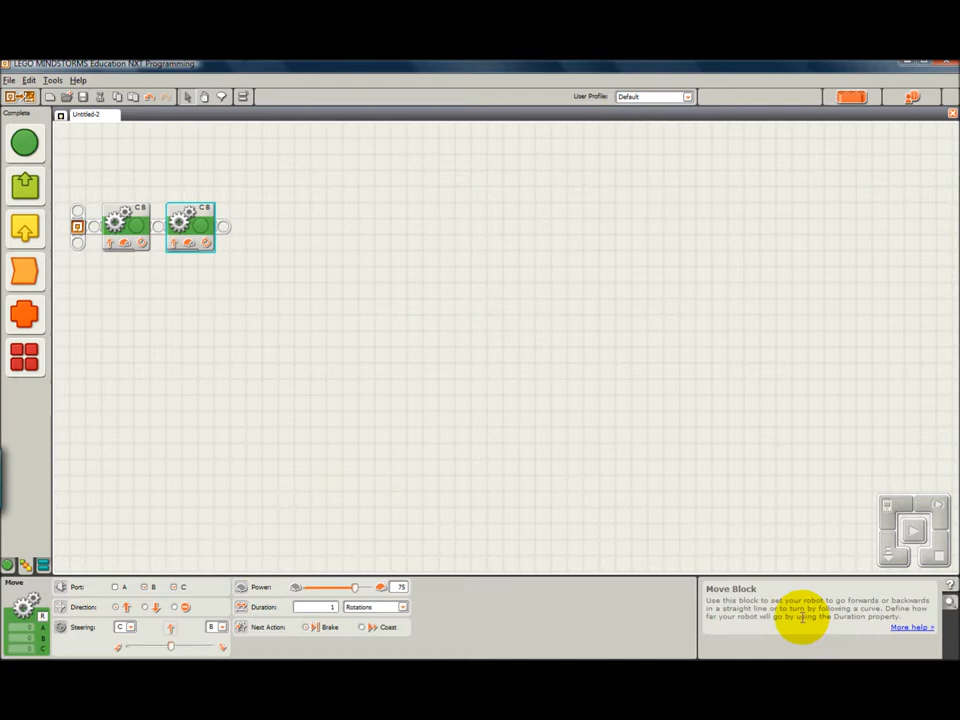 LEGO MINDSTORMS Education NXT Programming
File Edit Tools Help
User Profile: Default
Complete
Untitled-2
C B
C B
Move
Port: A B C
Power: 75
Direction:
Duration: 1 Rotations
Steering: C B
Next Action: Brake Coast
R
0 A
0 B
0 C
Move Block
Use this block to set your robot to go forwards or backwards
in a straight line or to turn by following a curve. Define how
far your robot will go by using the Duration property.
More help »
?